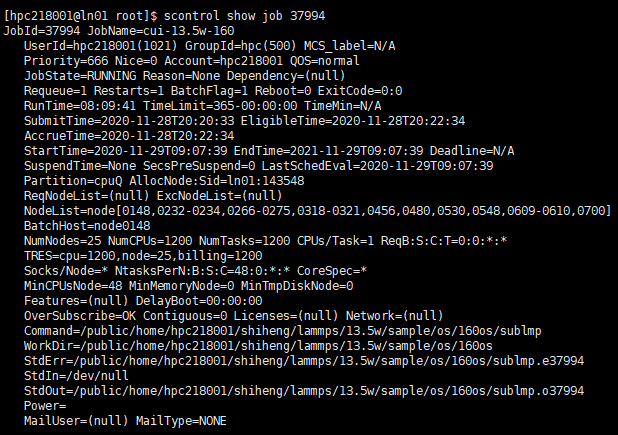 [hpc218001@ln01 root]$ scontrol show job 37994
JobId=37994 JobName=cui-13.5w-160
UserId=hpc218001(1021) GroupId=hpc(500) MCS_label=N/A
Priority=666 Nice=0 Account=hpc218001 QOS=normal
JobState=RUNNING Reason=None Dependency=(null)
Requeue=1 Restarts=1 BatchFlag=1 Reboot=0 ExitCode=0:0
RunTime=08:09:41 TimeLimit=365-00:00:00 TimeMin=N/A
SubmitTime=2020-11-28T20:20:33 EligibleTime=2020-11-28T20:22:34
AccrueTime=2020-11-28T20:22:34
StartTime=2020-11-29T09:07:39 EndTime=2021-11-29T09:07:39 Deadline=N/A
SuspendTime=None SecsPreSuspend=0 LastSchedEval=2020-11-29T09:07:39
Partition=cpuQ AllocNode:Sid=ln01:143548
ReqNodeList=(null) ExcNodeList=(null)
NodeList=node[0148,0232-0234,0266-0275,0318-0321,0456,0480,0530,0548,0609-0610,0700]
BatchHost=node0148
NumNodes=25 NumCPUs=1200 NumTasks=1200 CPUs/Task=1 ReqB:S:C:T=0:0:*:*
TRES=cpu=1200,node=25,billing=1200
Socks/Node=* NtasksPerN:B:S:C=48:0:*:* CoreSpec=*
MinCPUsNode=48 MinMemoryNode=0 MinTmpDiskNode=0
Features=(null) DelayBoot=00:00:00
OverSubscribe=OK Contiguous=0 Licenses=(null) Network=(null)
Command=/public/home/hpc218001/shiheng/lammps/13.5w/sample/os/160os/sublmp
WorkDir=/public/home/hpc218001/shiheng/lammps/13.5w/sample/os/160os
StdErr=/public/home/hpc218001/shiheng/lammps/13.5w/sample/os/160os/sublmp.e37994
StdIn=/dev/null
StdOut=/public/home/hpc218001/shiheng/lammps/13.5w/sample/os/160os/sublmp.o37994
Power=
MailUser=(null) MailType=NONE